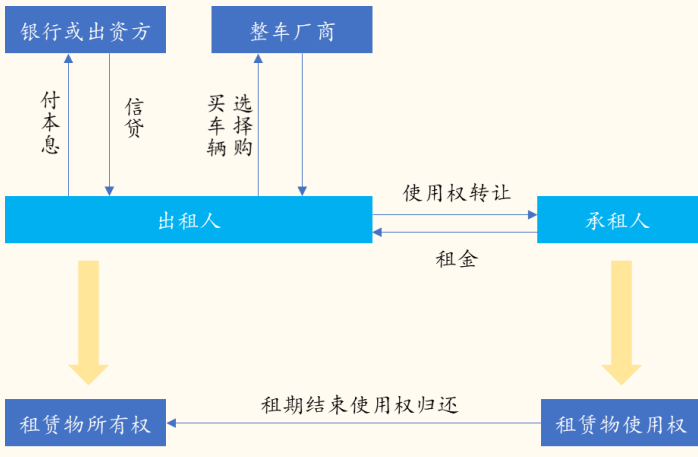 银行或出资方
整车厂商
付本息
信贷
选择购
买车辆
使用权转让
出租人
承租人
租金
租期结束使用权归还
租赁物所有权
租赁物使用权